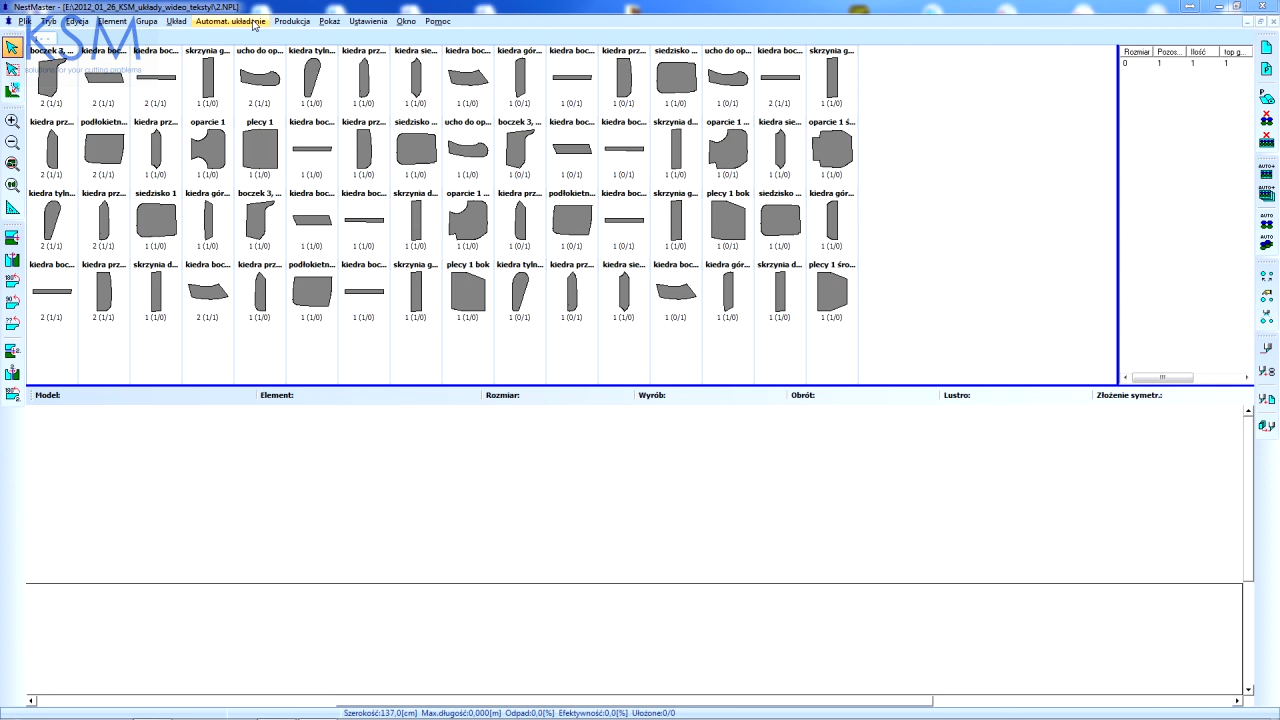 NestMaster - [E:\2012_01_26_KSM_układy_wideo_teksty\2.NPL]
Plik Tryb Edycja Element Grupa Układ Automat. układanie Produkcja Pokaż Ustawienia Okno Pomoc
KSM
solutions for your cutting problems
boczek 3, ... kiedra boc... kiedra boc... skrzynia g... ucho do op... kiedra tyln... kiedra prz... kiedra sie... kiedra boc... kiedra gór... kiedra boc... kiedra prz... siedzisko ... ucho do op... kiedra boc... skrzynia g...
2 (1/1) 2 (1/1) 2 (1/1) 1 (1/0) 2 (1/1) 1 (1/0) 1 (1/0) 1 (1/0) 1 (1/0) 1 (1/0) 1 (0/1) 1 (0/1) 1 (1/0) 1 (0/1) 1 (0/1) 1 (1/0)
kiedra prz... podłokietn... kiedra prz... oparcie 1 plecy 1 kiedra boc... kiedra prz... siedzisko ... ucho do op... boczek 3, ... kiedra boc... kiedra boc... skrzynia d... oparcie 1 ... kiedra sie... oparcie 1 ś...
2 (1/1) 2 (1/1) 2 (1/1) 1 (1/0) 1 (1/0) 1 (1/0) 1 (1/0) 1 (1/0) 1 (1/0) 1 (0/1) 1 (0/1) 1 (0/1) 1 (1/0) 1 (0/1) 1 (0/1) 1 (1/0)
kiedra tyln... kiedra prz... siedzisko 1 kiedra gór... boczek 3, ... kiedra boc... kiedra boc... skrzynia d... oparcie 1 ... kiedra prz... podłokietn... kiedra boc... skrzynia g... plecy 1 bok siedzisko ... kiedra gór...
2 (1/1) 2 (1/1) 1 (1/0) 2 (1/1) 1 (1/0) 1 (1/0) 1 (1/0) 1 (1/0) 1 (1/0) 1 (0/1) 1 (0/1) 1 (0/1) 1 (1/0) 1 (0/1) 1 (1/0) 1 (1/0)
kiedra boc... kiedra prz... skrzynia d... kiedra boc... kiedra prz... podłokietn... kiedra boc... skrzynia g... plecy 1 bok kiedra tyln... kiedra prz... kiedra sie... kiedra boc... kiedra gór... skrzynia d... plecy 1 śro...
2 (1/1) 2 (1/1) 1 (1/0) 2 (1/1) 1 (1/0) 1 (1/0) 1 (1/0) 1 (1/0) 1 (1/0) 1 (0/1) 1 (0/1) 1 (0/1) 1 (0/1) 1 (1/0) 1 (1/0) 1 (1/0)
Rozmiar Pozos... Ilość top g...
0 1 1 1
Model: Element: Rozmiar: Wyrób: Obrót: Lustro: Złożenie symetr.:
Szerokość:137,0[cm] Max.długość:0,000[m] Odpad:0,0[%] Efektywność:0,0[%] Ułożone:0/0